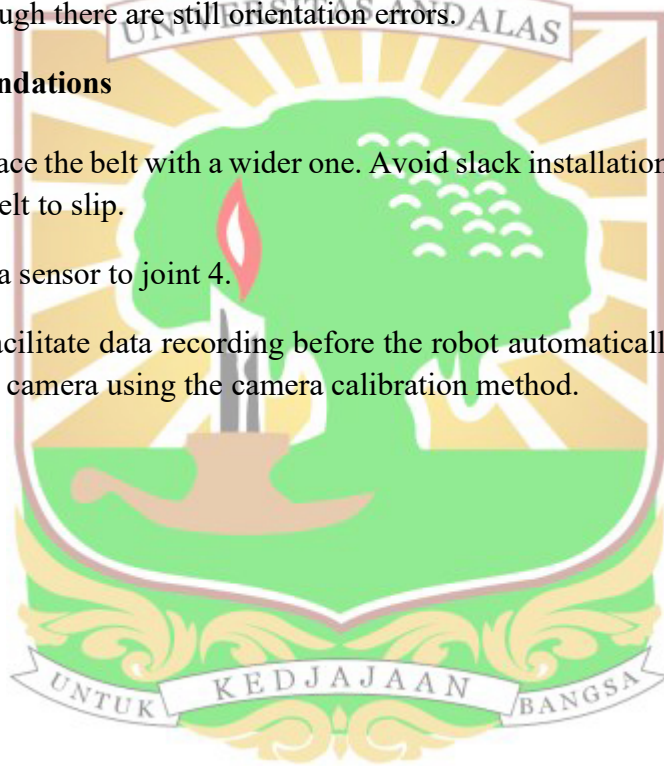 ugh there are still orientation errors.
UNIVERSITAS ANDALAS
ndations
ace the belt with a wider one. Avoid slack installation
elt to slip.
a sensor to joint 4.
acilitate data recording before the robot automaticall
camera using the camera calibration method.
UNTUK KEDJAJAAN BANGSA